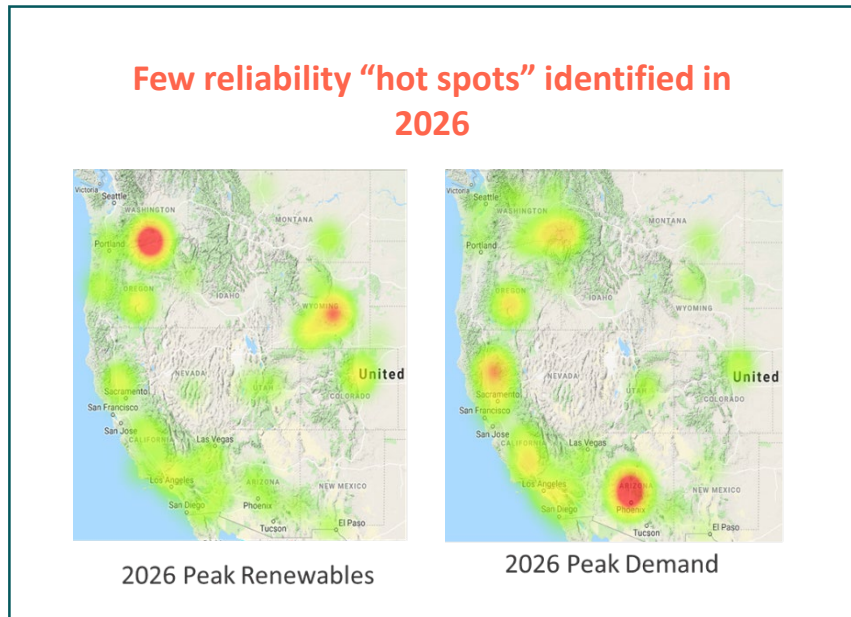 Few reliability “hot spots” identified in
2026
Victoria
Seattle
WASHINGTON
MONTANA
Portland
OREGON
IDAHO
WYOMING
NEVADA
UTAH
United
COLORADO
Sacramento
San Francisco
San Jose
CALIFORNIA
Las Vegas
Los Angeles
ARIZONA
NEW MEXICO
San Diego
Phoenix
Tucson
El Paso
Victoria
Seattle
WASHINGTON
MONTANA
Portland
OREGON
IDAHO
WYOMING
NEVADA
UTAH
United
COLORADO
Sacramento
San Francisco
San Jose
CALIFORNIA
Las Vegas
Los Angeles
ARIZONA
NEW MEXICO
San Diego
Phoenix
Tucson
El Paso
2026 Peak Renewables
2026 Peak Demand